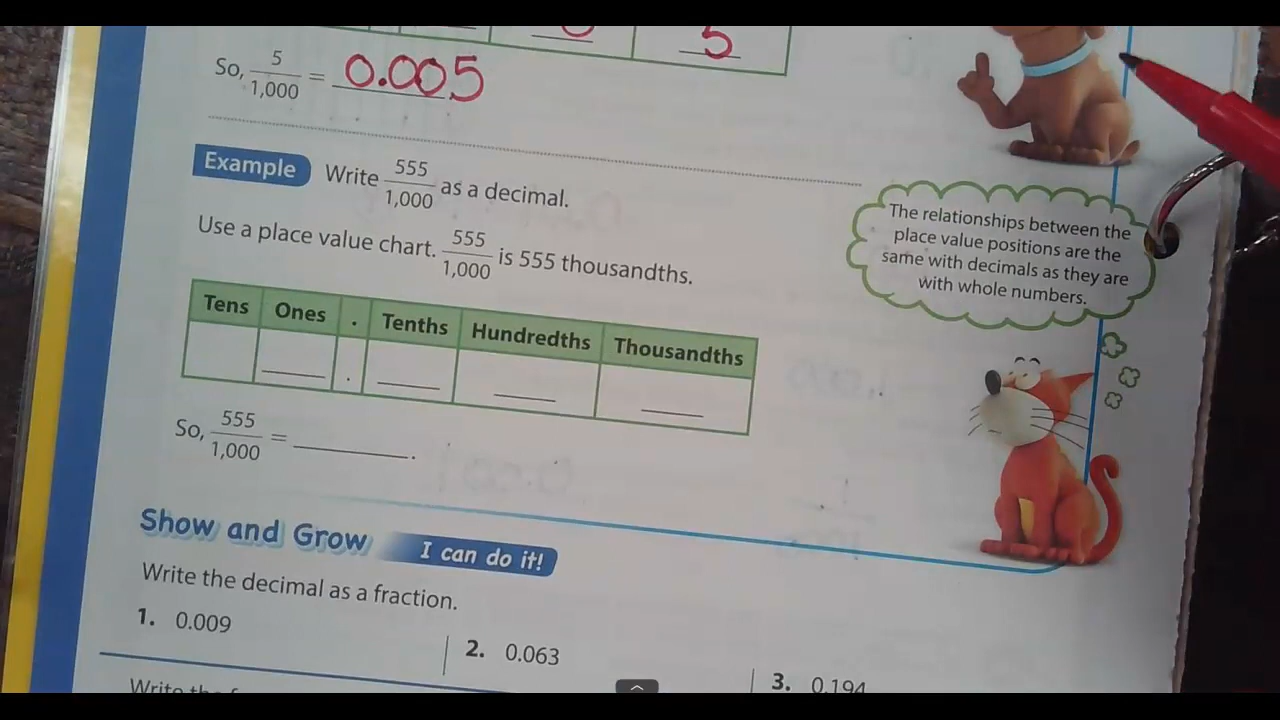 5
So, 5/1,000 = 0.005
Example Write 555/1,000 as a decimal.
Use a place value chart. 555/1,000 is 555 thousandths.
The relationships between the
place value positions are the
same with decimals as they are
with whole numbers.
Tens Ones . Tenths Hundredths Thousandths
.
So, 555/1,000 = ________.
Show and Grow I can do it!
Write the decimal as a fraction.
1. 0.009
2. 0.063
3. 0.194
Write the